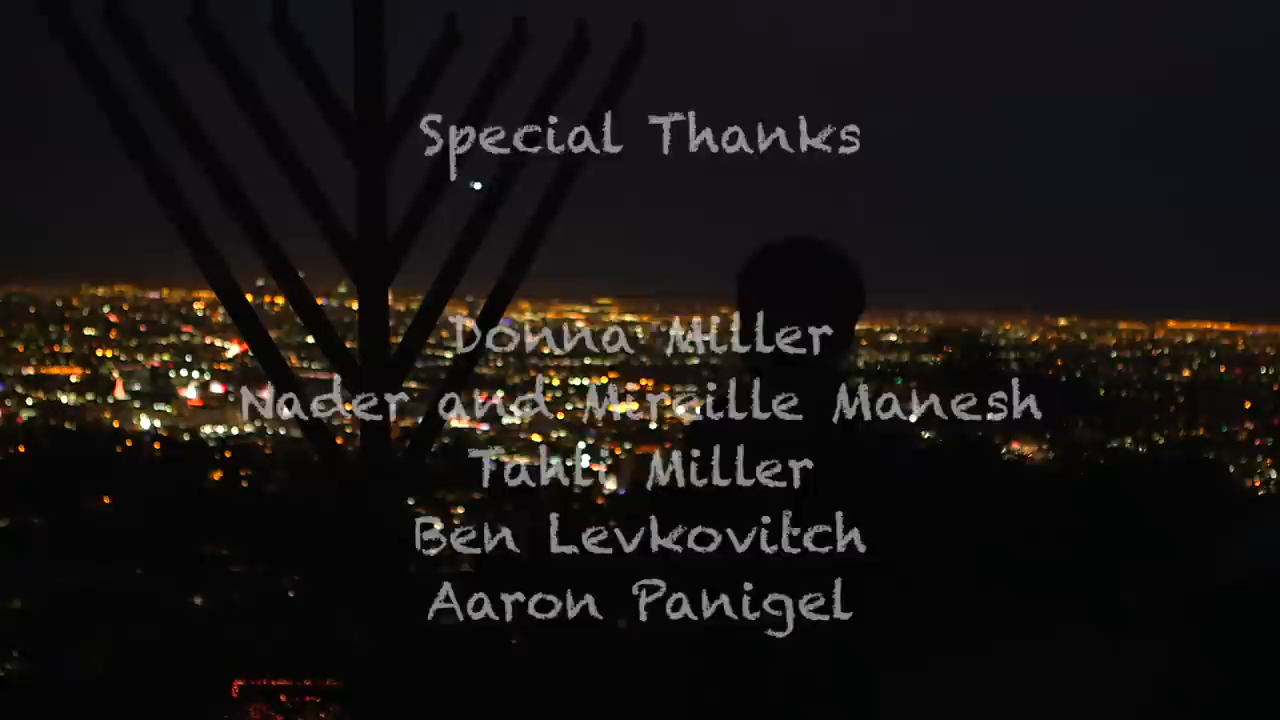 Special Thanks
Donna Miller
Nader and Mireille Manesh
Tahli Miller
Ben Levkovitch
Aaron Panigel